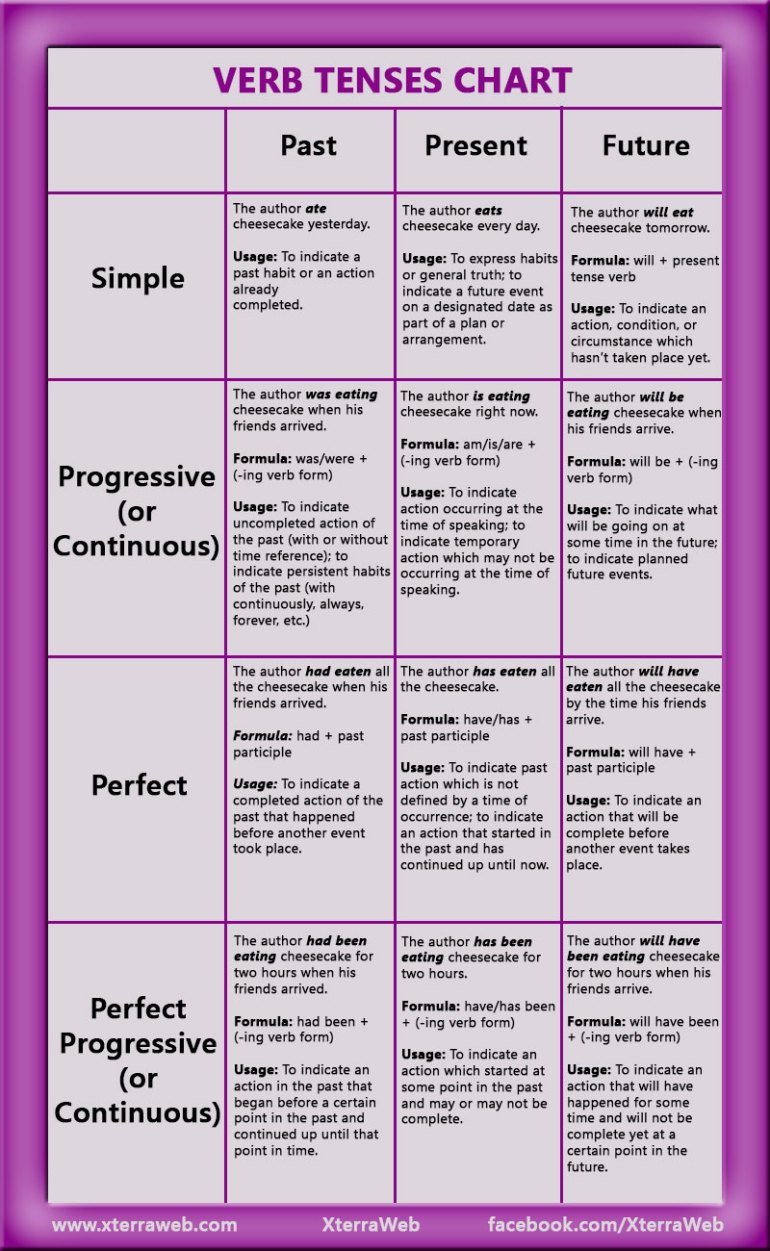 VERB TENSES CHART
Past
Present
Future
Simple
The author ate
cheesecake yesterday.
Usage: To indicate a
past habit or an action
already
completed.
The author eats
cheesecake every day.
Usage: To express habits
or general truth; to
indicate a future event
on a designated date as
part of a plan or
arrangement.
The author will eat
cheesecake tomorrow.
Formula: will + present
tense verb
Usage: To indicate an
action, condition, or
circumstance which
hasn't taken place yet.
Progressive
(or
Continuous)
The author was eating
cheesecake when his
friends arrived.
Formula: was/were +
(-ing verb form)
Usage: To indicate
uncompleted action of
the past (with or without
time reference); to
indicate persistent habits
of the past (with
continuously, always,
forever, etc.)
The author is eating
cheesecake right now.
Formula: am/is/are +
(-ing verb form)
Usage: To indicate
action occurring at the
time of speaking; to
indicate temporary
action which may not be
occurring at the time of
speaking.
The author will be
eating cheesecake when
his friends arrive.
Formula: will be + (-ing
verb form)
Usage: To indicate what
will be going on at
some time in the future;
to indicate planned
future events.
Perfect
The author had eaten all
the cheesecake when his
friends arrived.
Formula: had + past
participle
Usage: To indicate a
completed action of the
past that happened
before another event
took place.
The author has eaten all
the cheesecake.
Formula: have/has +
past participle
Usage: To indicate past
action which is not
defined by a time of
occurrence; to indicate
an action that started in
the past and has
continued up until now.
The author will have
eaten all the cheesecake
by the time his friends
arrive.
Formula: will have +
past participle
Usage: To indicate an
action that will be
complete before
another event takes
place.
Perfect
Progressive
(or
Continuous)
The author had been
eating cheesecake for
two hours when his
friends arrived.
Formula: had been +
(-ing verb form)
Usage: To indicate an
action in the past that
began before a certain
point in the past and
continued up until that
point in time.
The author has been
eating cheesecake for
two hours.
Formula: have/has been
+ (-ing verb form)
Usage: To indicate an
action which started at
some point in the past
and may or may not be
complete.
The author will have
been eating cheesecake
for two hours when his
friends arrive.
Formula: will have been
+ (-ing verb form)
Usage: To indicate an
action that will have
happened for some
time and will not be
complete yet at a
certain point in the
future.
www.xterraweb.com
XterraWeb
facebook.com/XterraWeb